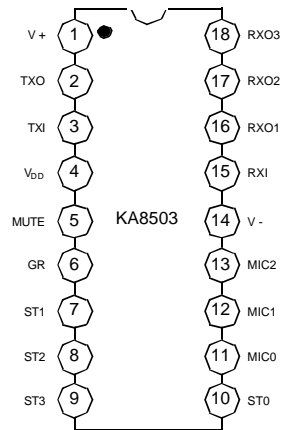 V + 1 18 RXO3
TXO 2 17 RXO2
TXI 3 16 RXO1
VDD 4 15 RXI
MUTE 5 KA8503 14 V -
GR 6 13 MIC2
ST1 7 12 MIC1
ST2 8 11 MIC0
ST3 9 10 ST0